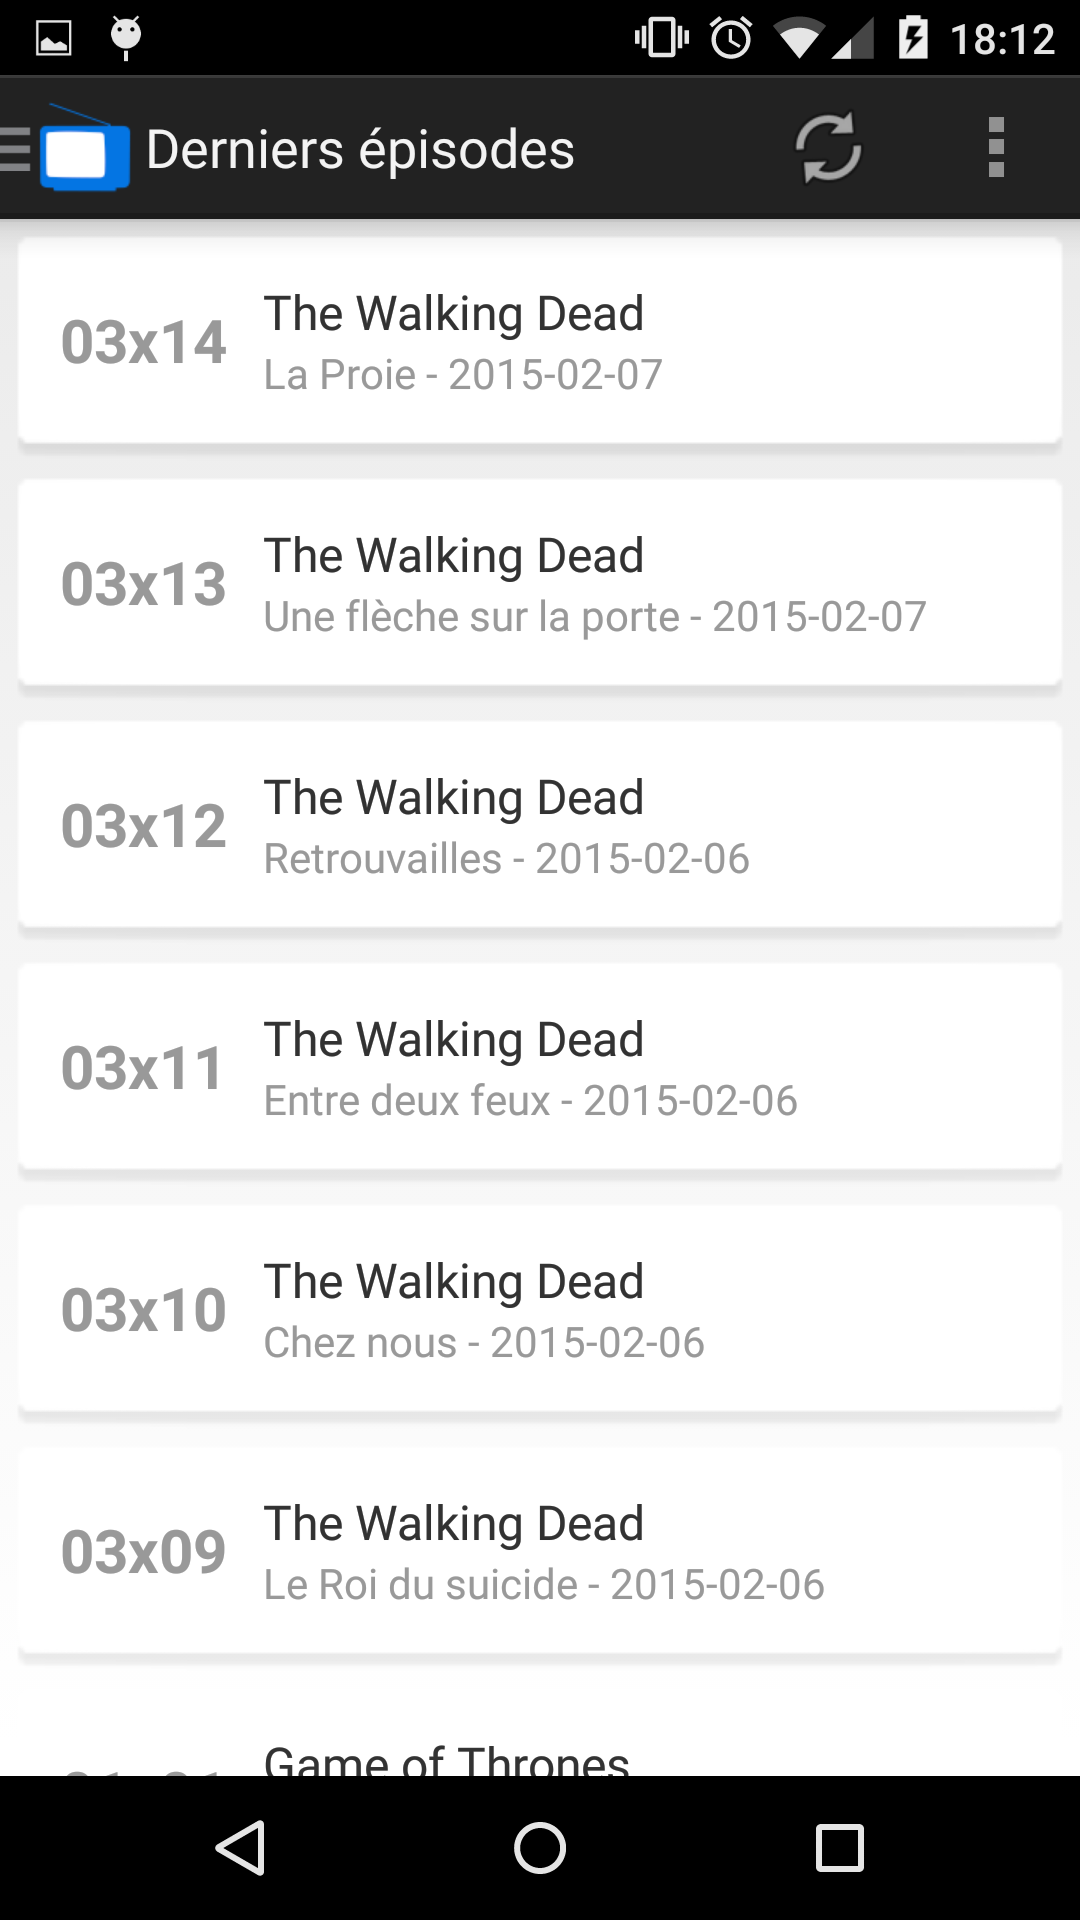 18:12
Derniers épisodes
03x14
The Walking Dead
La Proie - 2015-02-07
03x13
The Walking Dead
Une flèche sur la porte - 2015-02-07
03x12
The Walking Dead
Retrouvailles - 2015-02-06
03x11
The Walking Dead
Entre deux feux - 2015-02-06
03x10
The Walking Dead
Chez nous - 2015-02-06
03x09
The Walking Dead
Le Roi du suicide - 2015-02-06
Game of Thrones